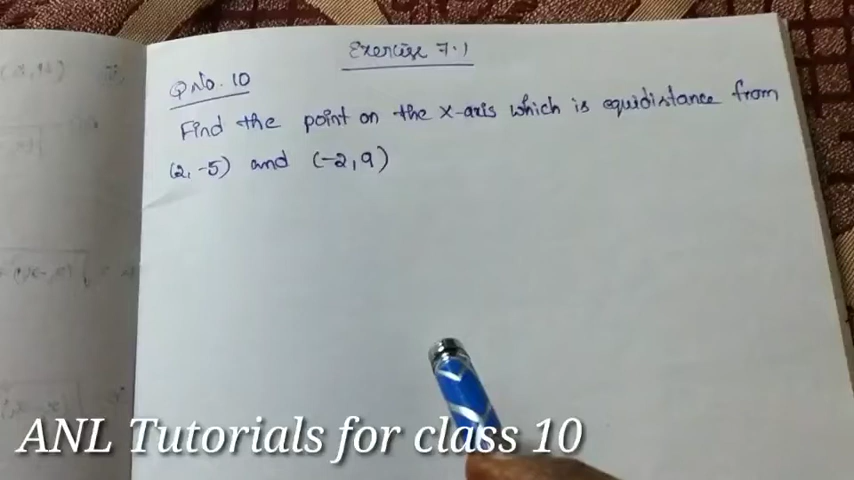 Exercise 7.1
Q No. 10
Find the point on the x-axis which is equidistance from
(2, -5) and (-2, 9)
ANL Tutorials for class 10